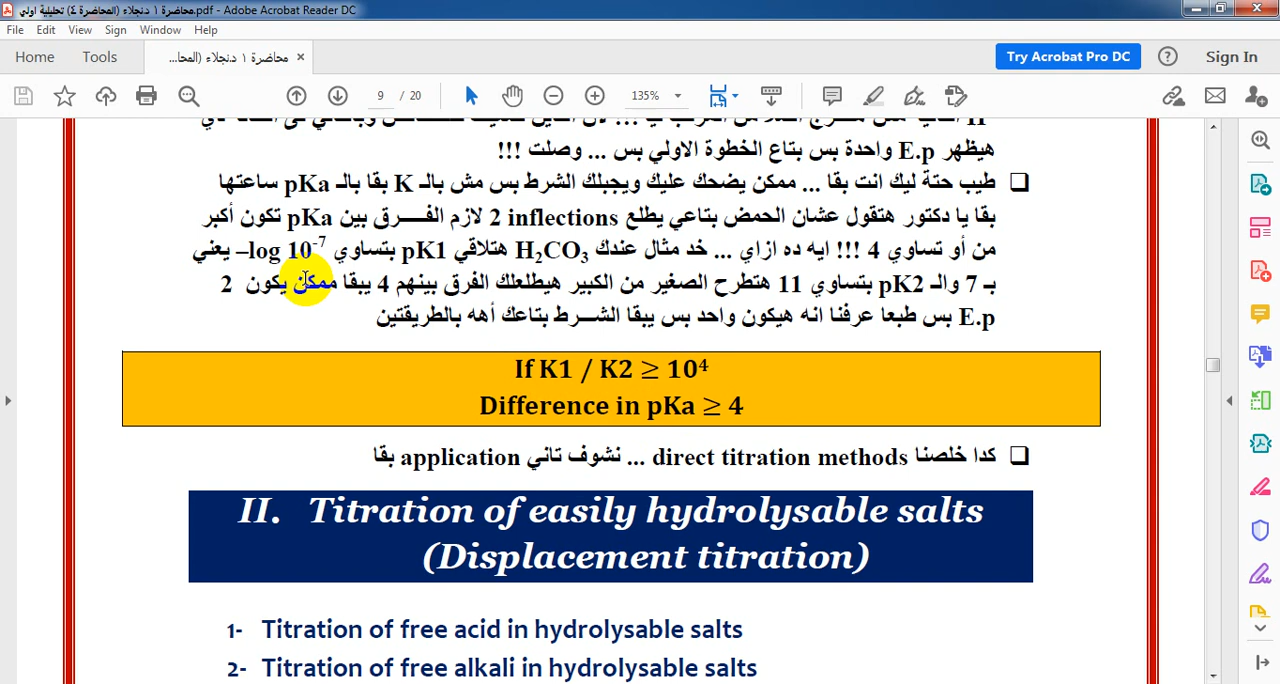 محاضرة ١ د.نجلاء (المحاضرة ٤) تحليلية اولي.pdf - Adobe Acrobat Reader DC
File Edit View Sign Window Help
Home Tools محاضرة ١ د.نجلاء (المحا... × Try Acrobat Pro DC Sign In
9 / 20 135%
هيظهر E.p واحدة بس بتاع الخطوة الاولي بس ... وصلت !!!
❑ طيب حتة ليك انت بقا ... ممكن يضحك عليك ويجبلك الشرط بس مش بالـ K بقا بالـ pKa ساعتها
بقا يا دكتور هتقول عشان الحمض بتاعي يطلع 2 inflections لازم الفـــرق بين pKa تكون أكبر
من أو تساوي 4 !!! ايه ده ازاي ... خد مثال عندك H₂CO₃ هتلاقي pK1 بتساوي –log 10⁻⁷ يعني
بـ 7 والـ pK2 بتساوي 11 هتطرح الصغير من الكبير هيطلعلك الفرق بينهم 4 يبقا ممكن يكون 2
E.p بس طبعا عرفنا انه هيكون واحد بس يبقا الشـــرط بتاعك أهه بالطريقتين
If K1 / K2 ≥ 10⁴
Difference in pKa ≥ 4
❑ كدا خلصنا direct titration methods ... نشوف تاني application بقا
II. Titration of easily hydrolysable salts
(Displacement titration)
1- Titration of free acid in hydrolysable salts
2- Titration of free alkali in hydrolysable salts